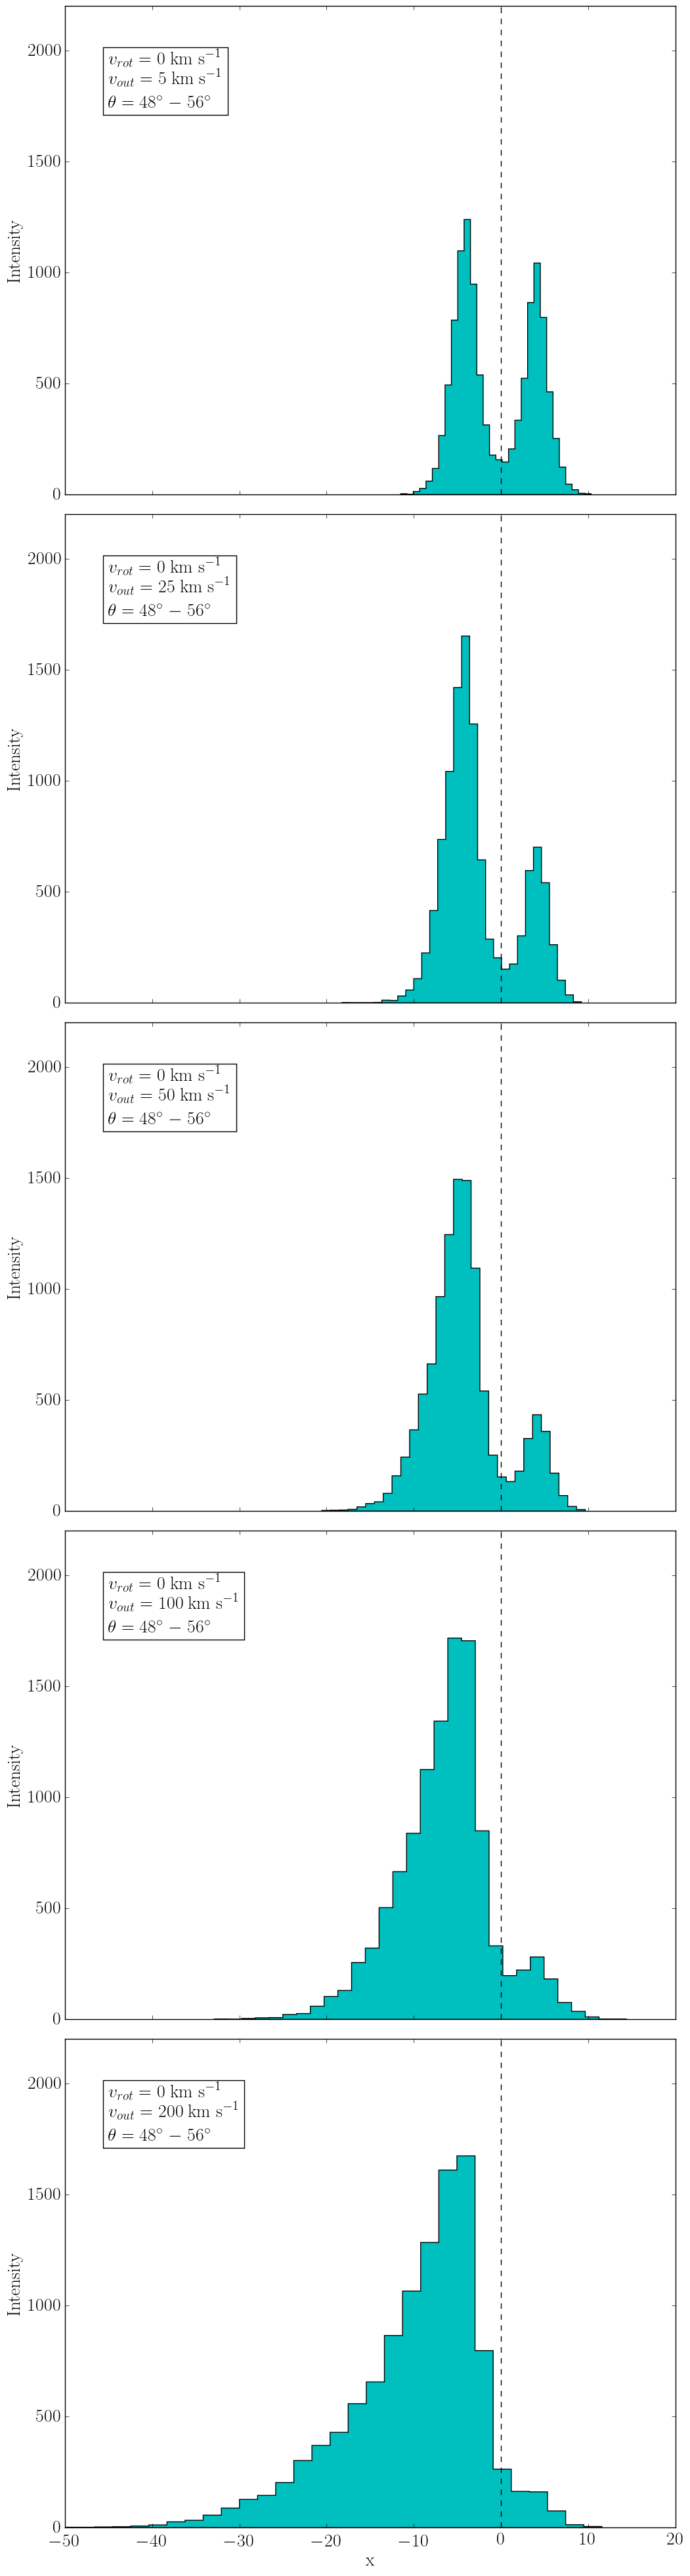 2000
1500
1000
500
0
Intensity
v_rot = 0 km s⁻¹
v_out = 5 km s⁻¹
θ = 48° − 56°
2000
1500
1000
500
0
Intensity
v_rot = 0 km s⁻¹
v_out = 25 km s⁻¹
θ = 48° − 56°
2000
1500
1000
500
0
Intensity
v_rot = 0 km s⁻¹
v_out = 50 km s⁻¹
θ = 48° − 56°
2000
1500
1000
500
0
Intensity
v_rot = 0 km s⁻¹
v_out = 100 km s⁻¹
θ = 48° − 56°
2000
1500
1000
500
0
Intensity
v_rot = 0 km s⁻¹
v_out = 200 km s⁻¹
θ = 48° − 56°
−50 −40 −30 −20 −10 0 10 20
x